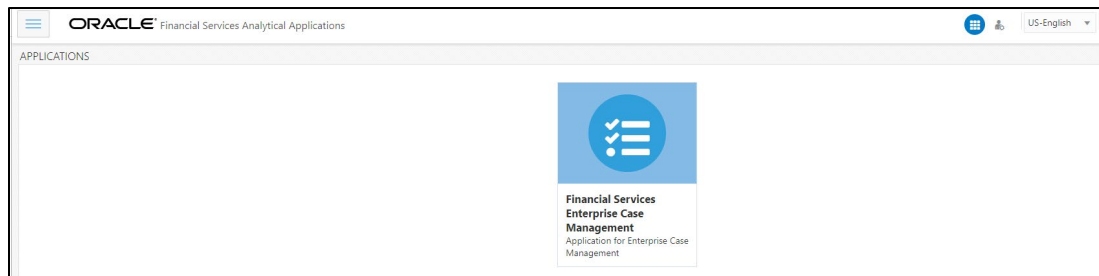 ORACLE® Financial Services Analytical Applications
US-English
APPLICATIONS
Financial Services
Enterprise Case
Management
Application for Enterprise Case
Management